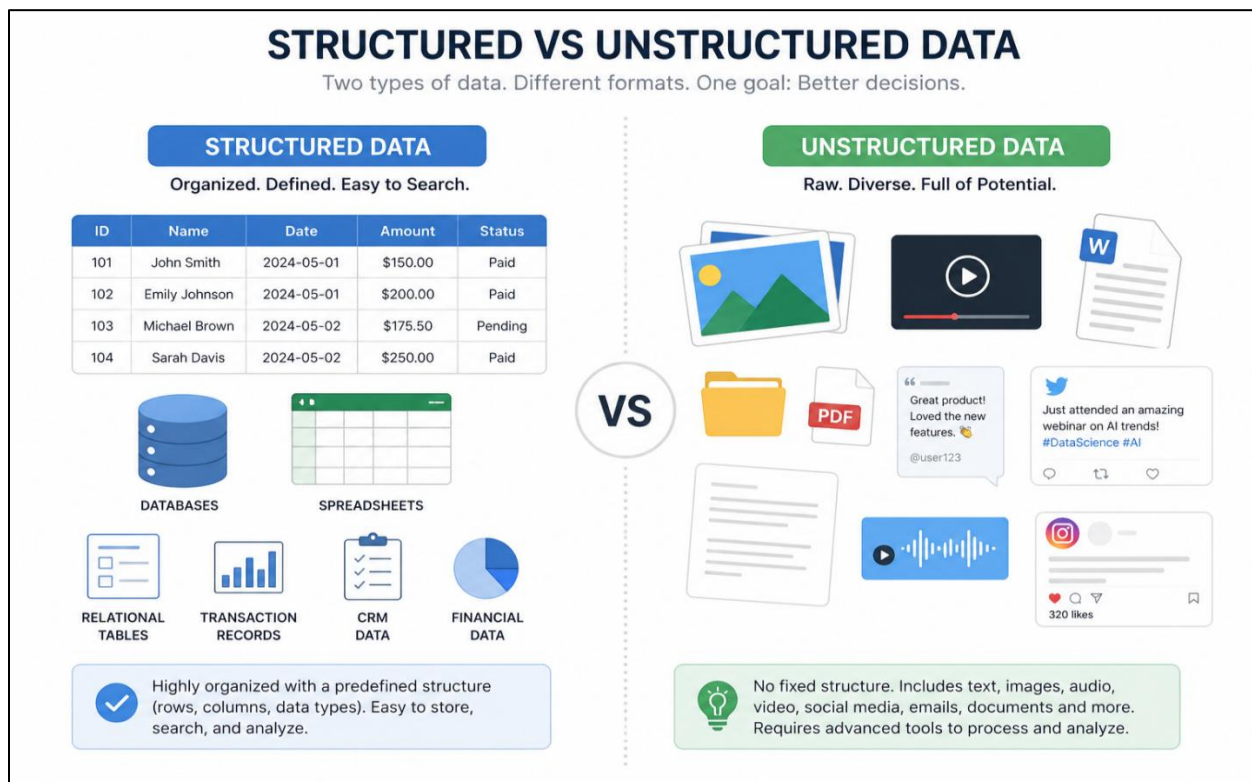 STRUCTURED VS UNSTRUCTURED DATA
Two types of data. Different formats. One goal: Better decisions.
STRUCTURED DATA
Organized. Defined. Easy to Search.
ID Name Date Amount Status
101 John Smith 2024-05-01 $150.00 Paid
102 Emily Johnson 2024-05-01 $200.00 Paid
103 Michael Brown 2024-05-02 $175.50 Pending
104 Sarah Davis 2024-05-02 $250.00 Paid
DATABASES
SPREADSHEETS
RELATIONAL
TABLES
TRANSACTION
RECORDS
CRM
DATA
FINANCIAL
DATA
Highly organized with a predefined structure
(rows, columns, data types). Easy to store,
search, and analyze.
VS
UNSTRUCTURED DATA
Raw. Diverse. Full of Potential.
W
PDF
“
Great product!
Loved the new
features. 👏
@user123
Just attended an amazing
webinar on AI trends!
#DataScience #AI
320 likes
No fixed structure. Includes text, images, audio,
video, social media, emails, documents and more.
Requires advanced tools to process and analyze.